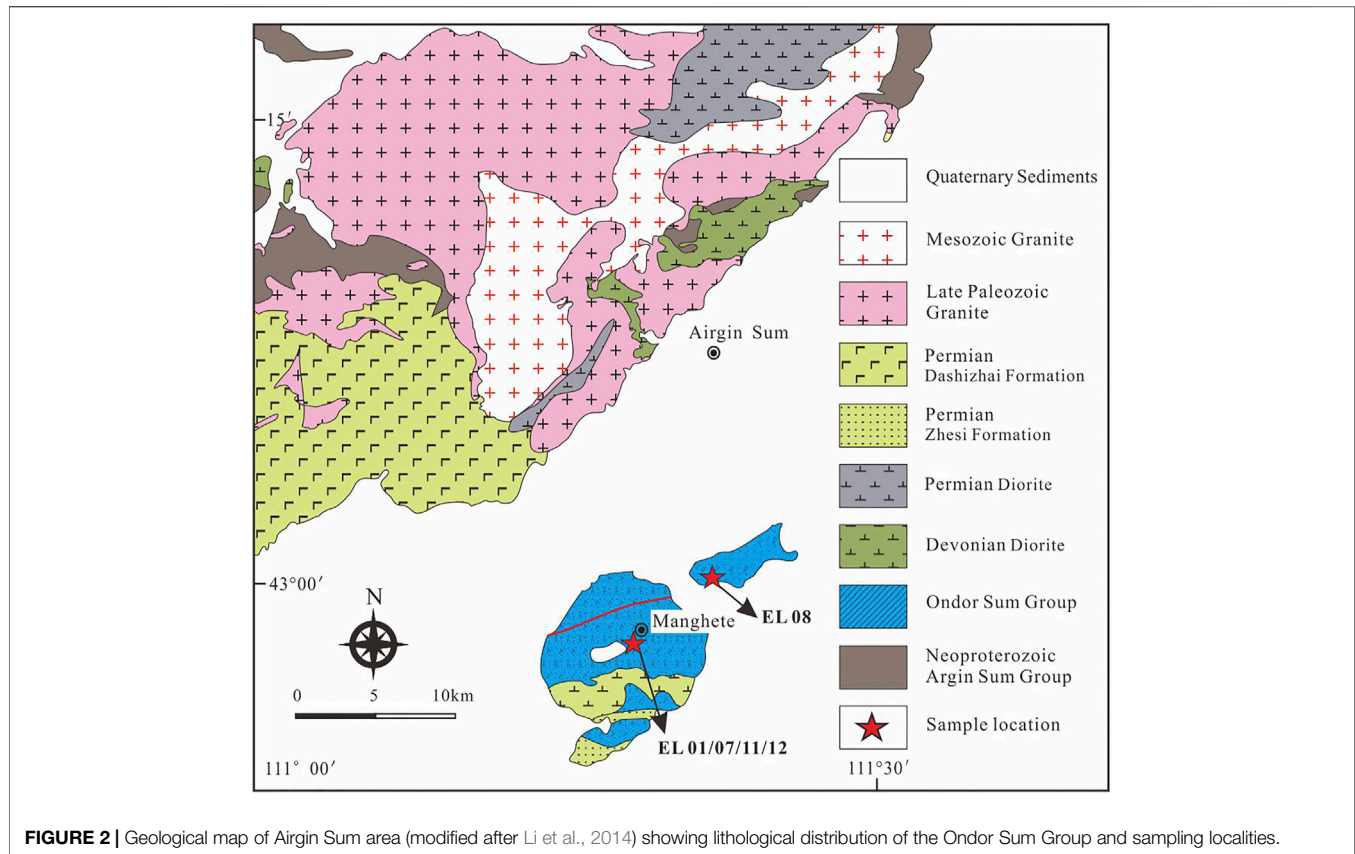 15′
Quaternary Sediments
Mesozoic Granite
Late Paleozoic
Granite
Airgin Sum
Permian
Dashizhai Formation
Permian
Zhesi Formation
Permian Diorite
Devonian Diorite
43°00′
Ondor Sum Group
N
EL 08
Manghete
Neoproterozoic
Argin Sum Group
0 5 10km
Sample location
EL 01/07/11/12
111° 00′
111°30′
FIGURE 2 | Geological map of Airgin Sum area (modified after Li et al., 2014) showing lithological distribution of the Ondor Sum Group and sampling localities.